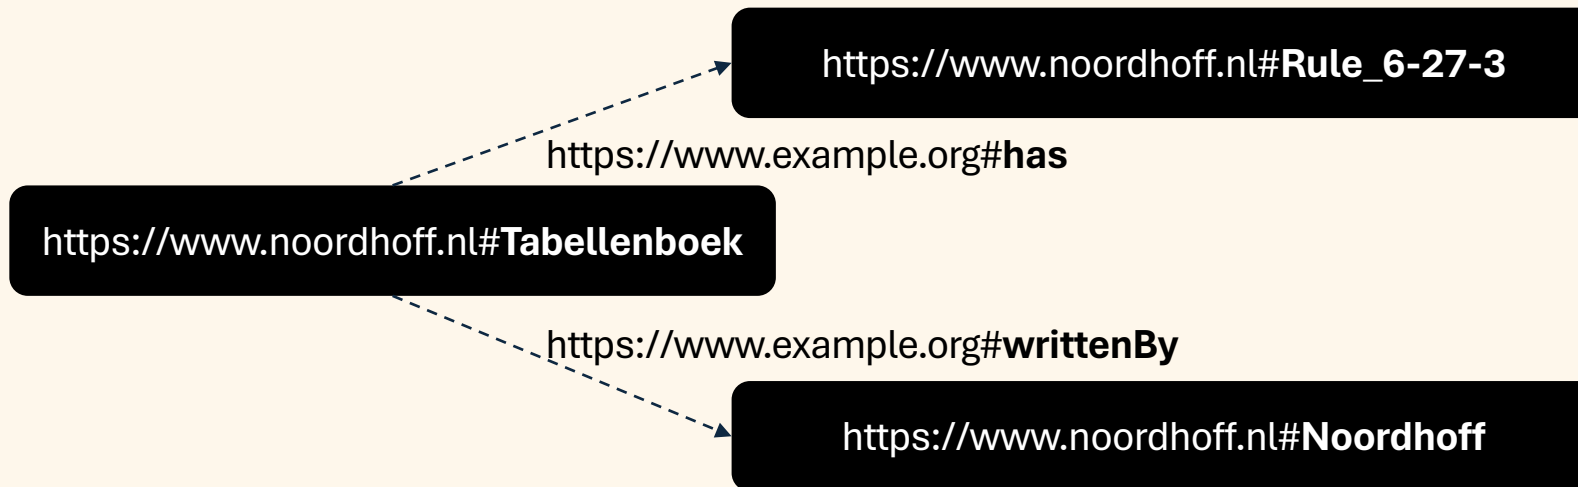 https://www.noordhoff.nl#Rule_6-27-3
https://www.example.org#has
https://www.noordhoff.nl#Tabellenboek
https://www.example.org#writtenBy
https://www.noordhoff.nl#Noordhoff